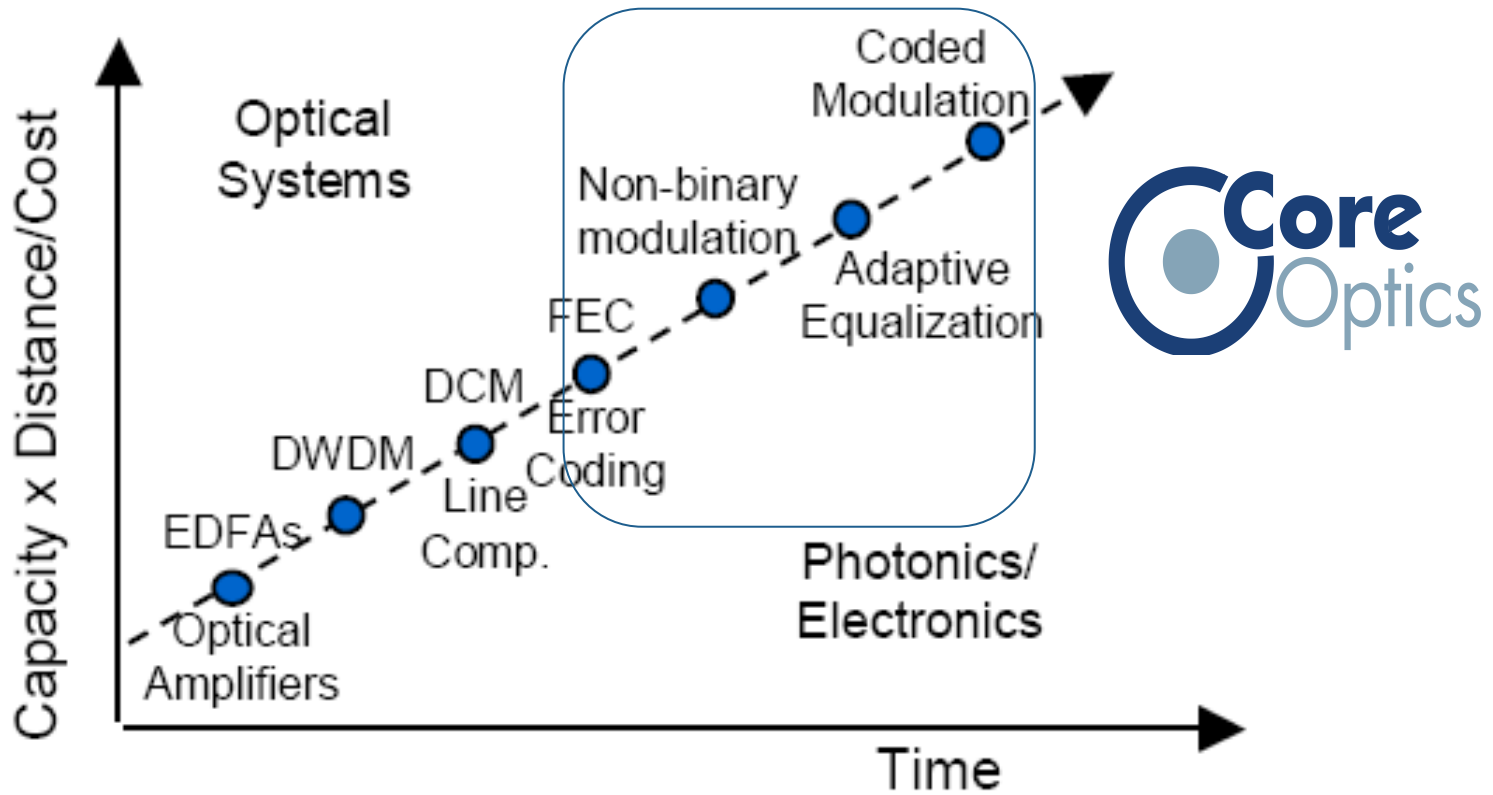 Capacity x Distance/Cost
Optical
Systems
Coded
Modulation
Non-binary
modulation
Adaptive
Equalization
FEC
Error
Coding
DCM
Line
Comp.
DWDM
EDFAs
Optical
Amplifiers
Photonics/
Electronics
Time
Core
Optics